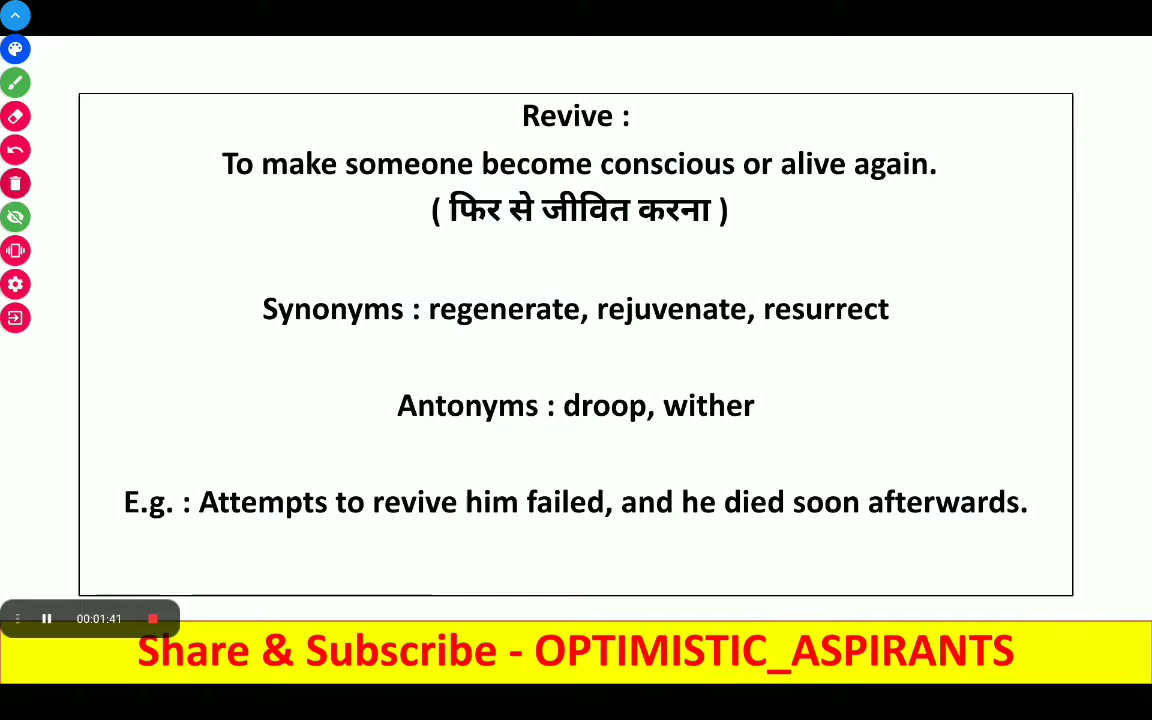 Revive :
To make someone become conscious or alive again.
( फिर से जीवित करना )
Synonyms : regenerate, rejuvenate, resurrect
Antonyms : droop, wither
E.g. : Attempts to revive him failed, and he died soon afterwards.
00:01:41
Share & Subscribe - OPTIMISTIC_ASPIRANTS